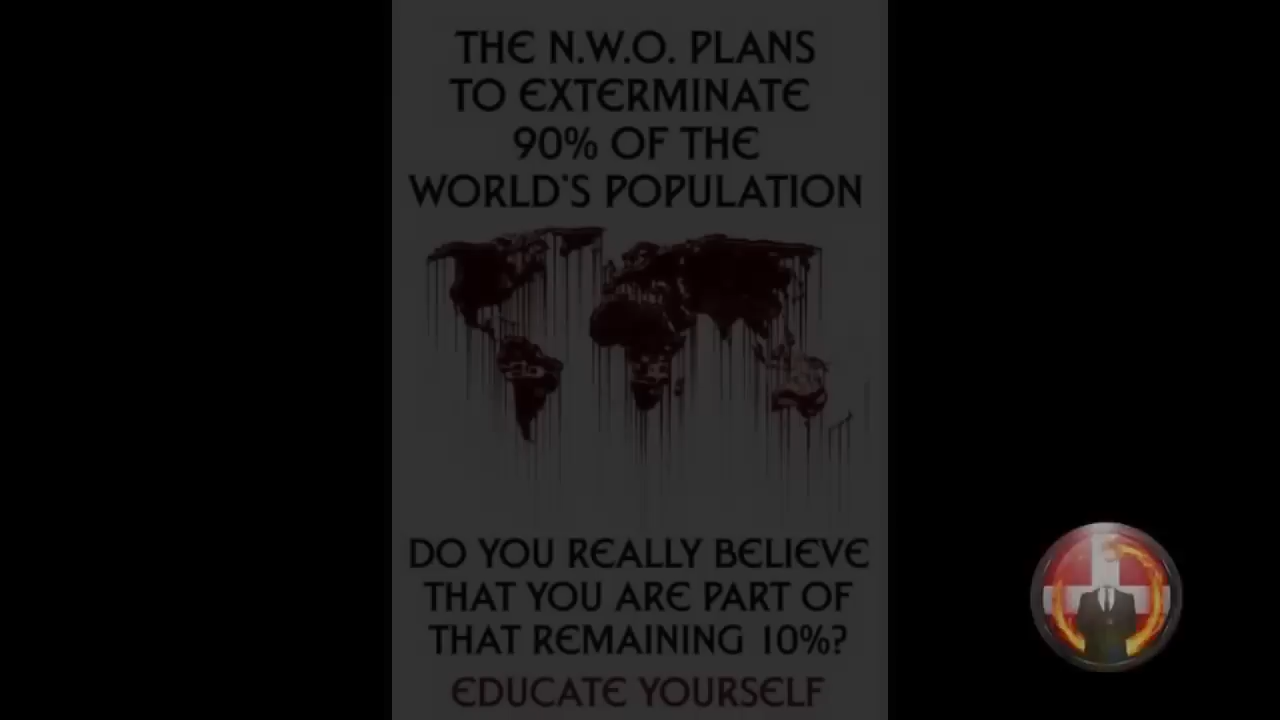 THE N.W.O. PLANS
TO EXTERMINATE
90% OF THE
WORLD'S POPULATION
DO YOU REALLY BELIEVE
THAT YOU ARE PART OF
THAT REMAINING 10%?
EDUCATE YOURSELF